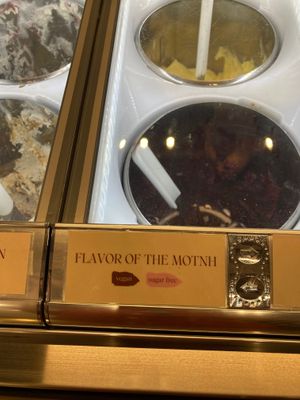 N
FLAVOR OF THE MOTNH
vegan sugar free